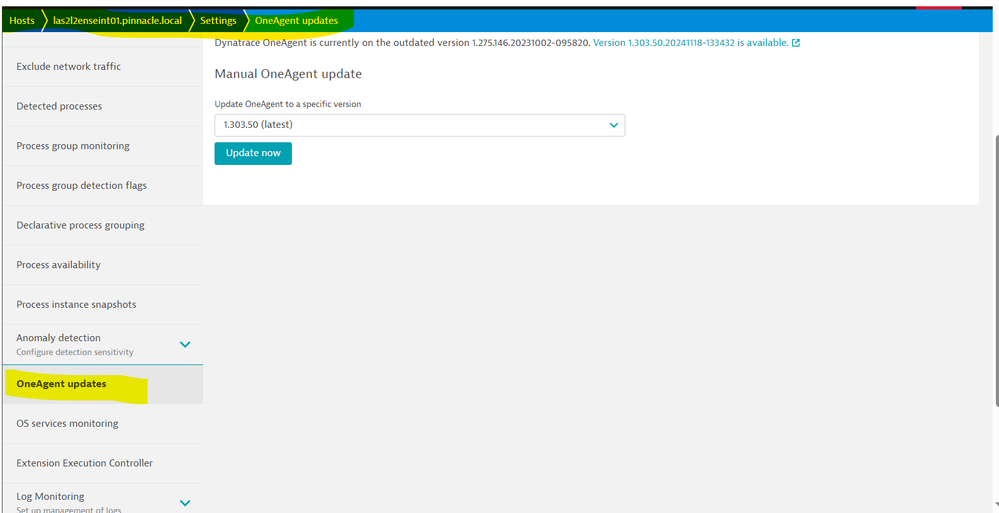 Hosts las2l2enseint01.pinnacle.local Settings OneAgent updates
Dynatrace OneAgent is currently on the outdated version 1.275.146.20231002-095820. Version 1.303.50.20241118-133432 is available.
Manual OneAgent update
Update OneAgent to a specific version
1.303.50 (latest)
Update now
Exclude network traffic
Detected processes
Process group monitoring
Process group detection flags
Declarative process grouping
Process availability
Process instance snapshots
Anomaly detection
Configure detection sensitivity
OneAgent updates
OS services monitoring
Extension Execution Controller
Log Monitoring
Set up management of logs